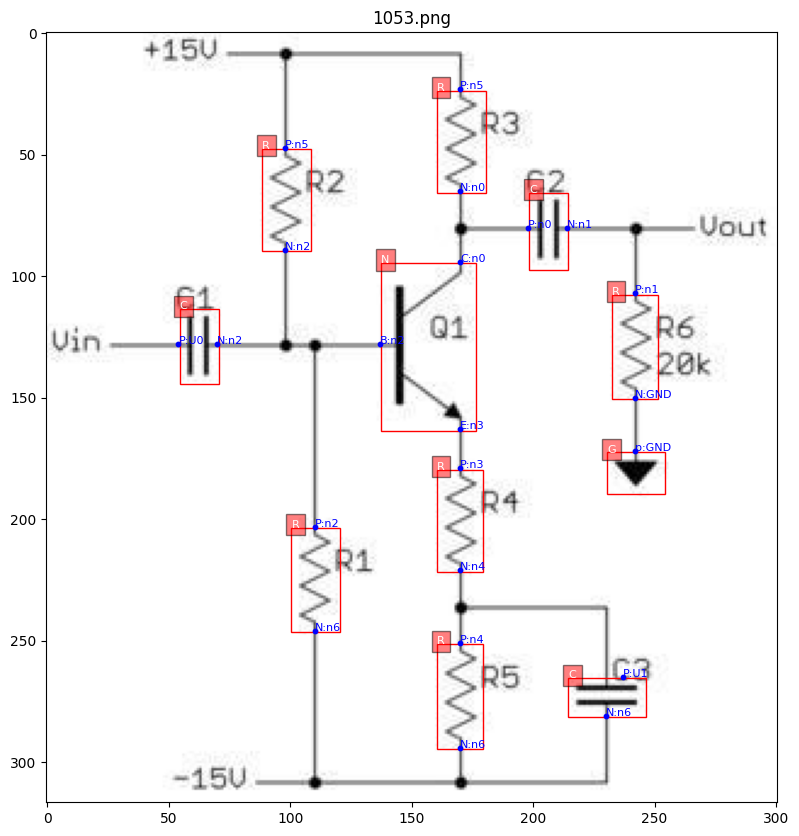 1053.png
+15V
R
P:n5
R3
R
P:n5
R2
N:n0
C
C2
P:n0
N:n1
Vout
N:n2
N
C:n0
R
P:n1
C
C1
Q1
R6
20k
Vin
P:U0
N:n2
B:n2
N:GND
E:n3
G
p:GND
R
P:n3
R4
R
P:n2
R1
N:n4
N:n6
R
P:n4
R5
C
C3
P:U1
N:n6
N:n6
-15V
0
50
100
150
200
250
300
0
50
100
150
200
250
300